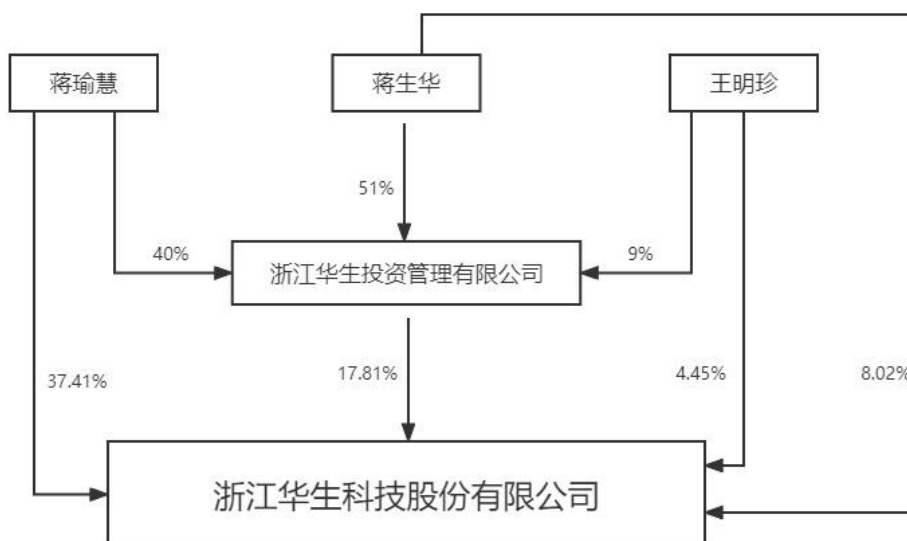 蒋瑜慧
蒋生华
王明珍
51%
40%
9%
浙江华生投资管理有限公司
37.41%
17.81%
4.45%
8.02%
浙江华生科技股份有限公司